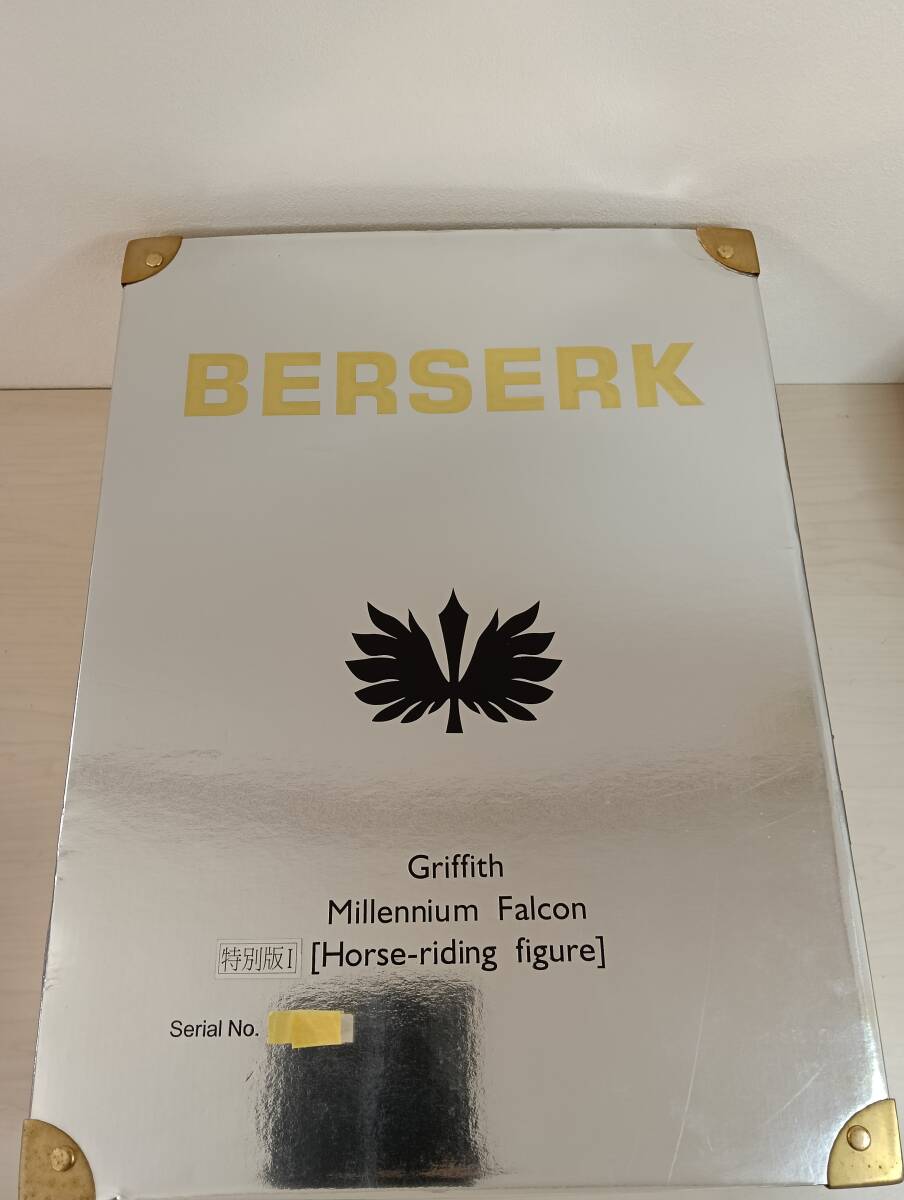 BERSERK
Griffith
Millennium Falcon
特別版I [Horse-riding figure]
Serial No.